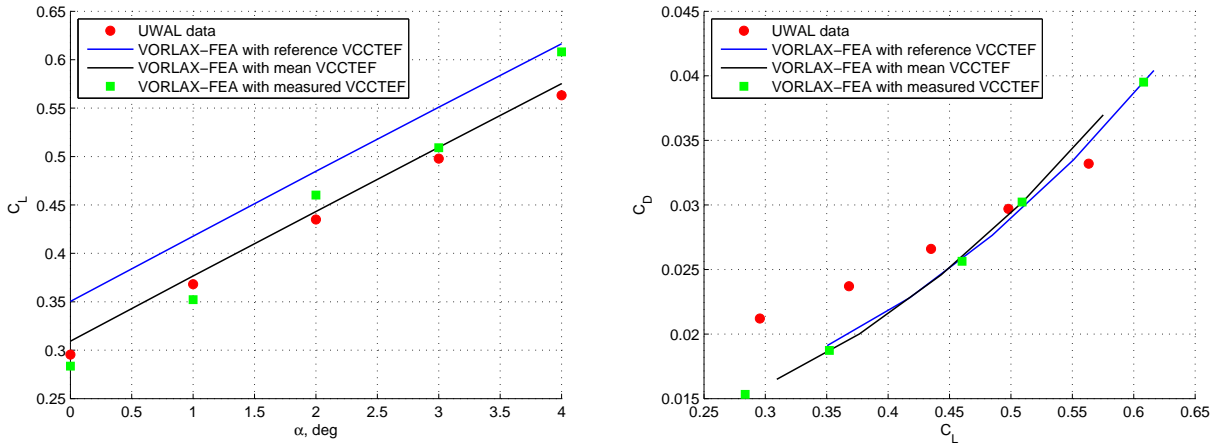 0.65
0.6
0.55
0.5
0.45
0.4
0.35
0.3
0.25
C_L
UWAL data
VORLAX−FEA with reference VCCTEF
VORLAX−FEA with mean VCCTEF
VORLAX−FEA with measured VCCTEF
0 0.5 1 1.5 2 2.5 3 3.5 4
α, deg
0.045
0.04
0.035
0.03
0.025
0.02
0.015
C_D
UWAL data
VORLAX−FEA with reference VCCTEF
VORLAX−FEA with mean VCCTEF
VORLAX−FEA with measured VCCTEF
0.25 0.3 0.35 0.4 0.45 0.5 0.55 0.6 0.65
C_L